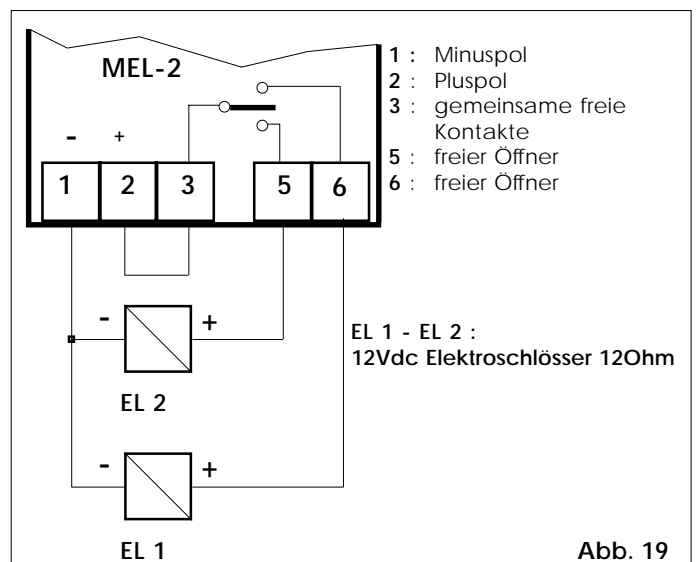 MEL-2
- +
1 2 3 5 6
1 : Minuspol
2 : Pluspol
3 : gemeinsame freie
Kontakte
5 : freier Öffner
6 : freier Öffner
- +
EL 2
EL 1 - EL 2 :
12Vdc Elektroschlösser 12Ohm
- +
EL 1
Abb. 19